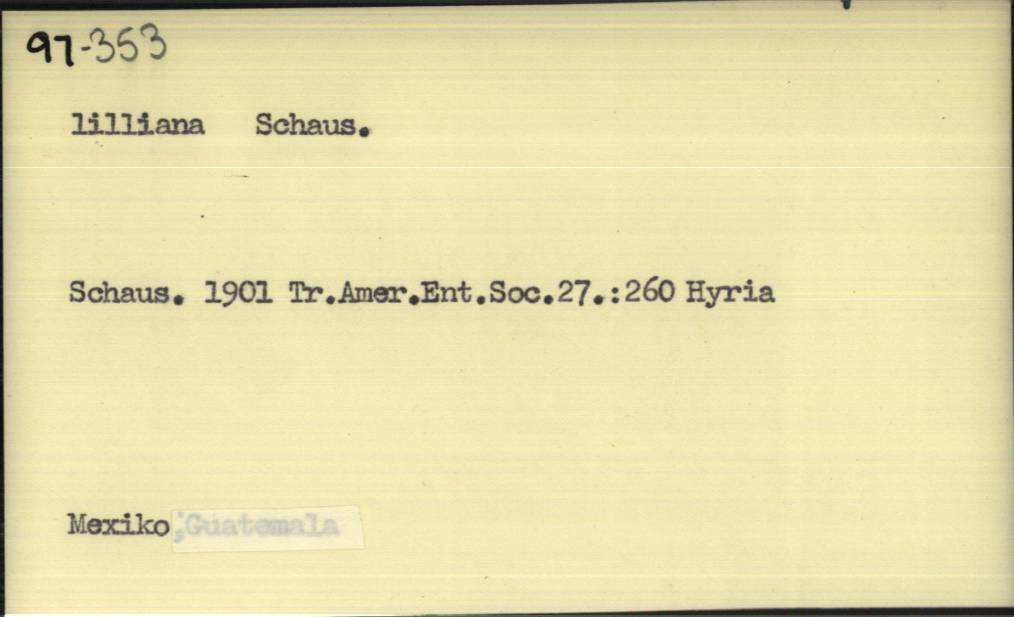 97-353
lilliana Schaus.
Schaus. 1901 Tr.Amer.Ent.Soc.27.:260 Hyria
Mexiko ;Guatemala